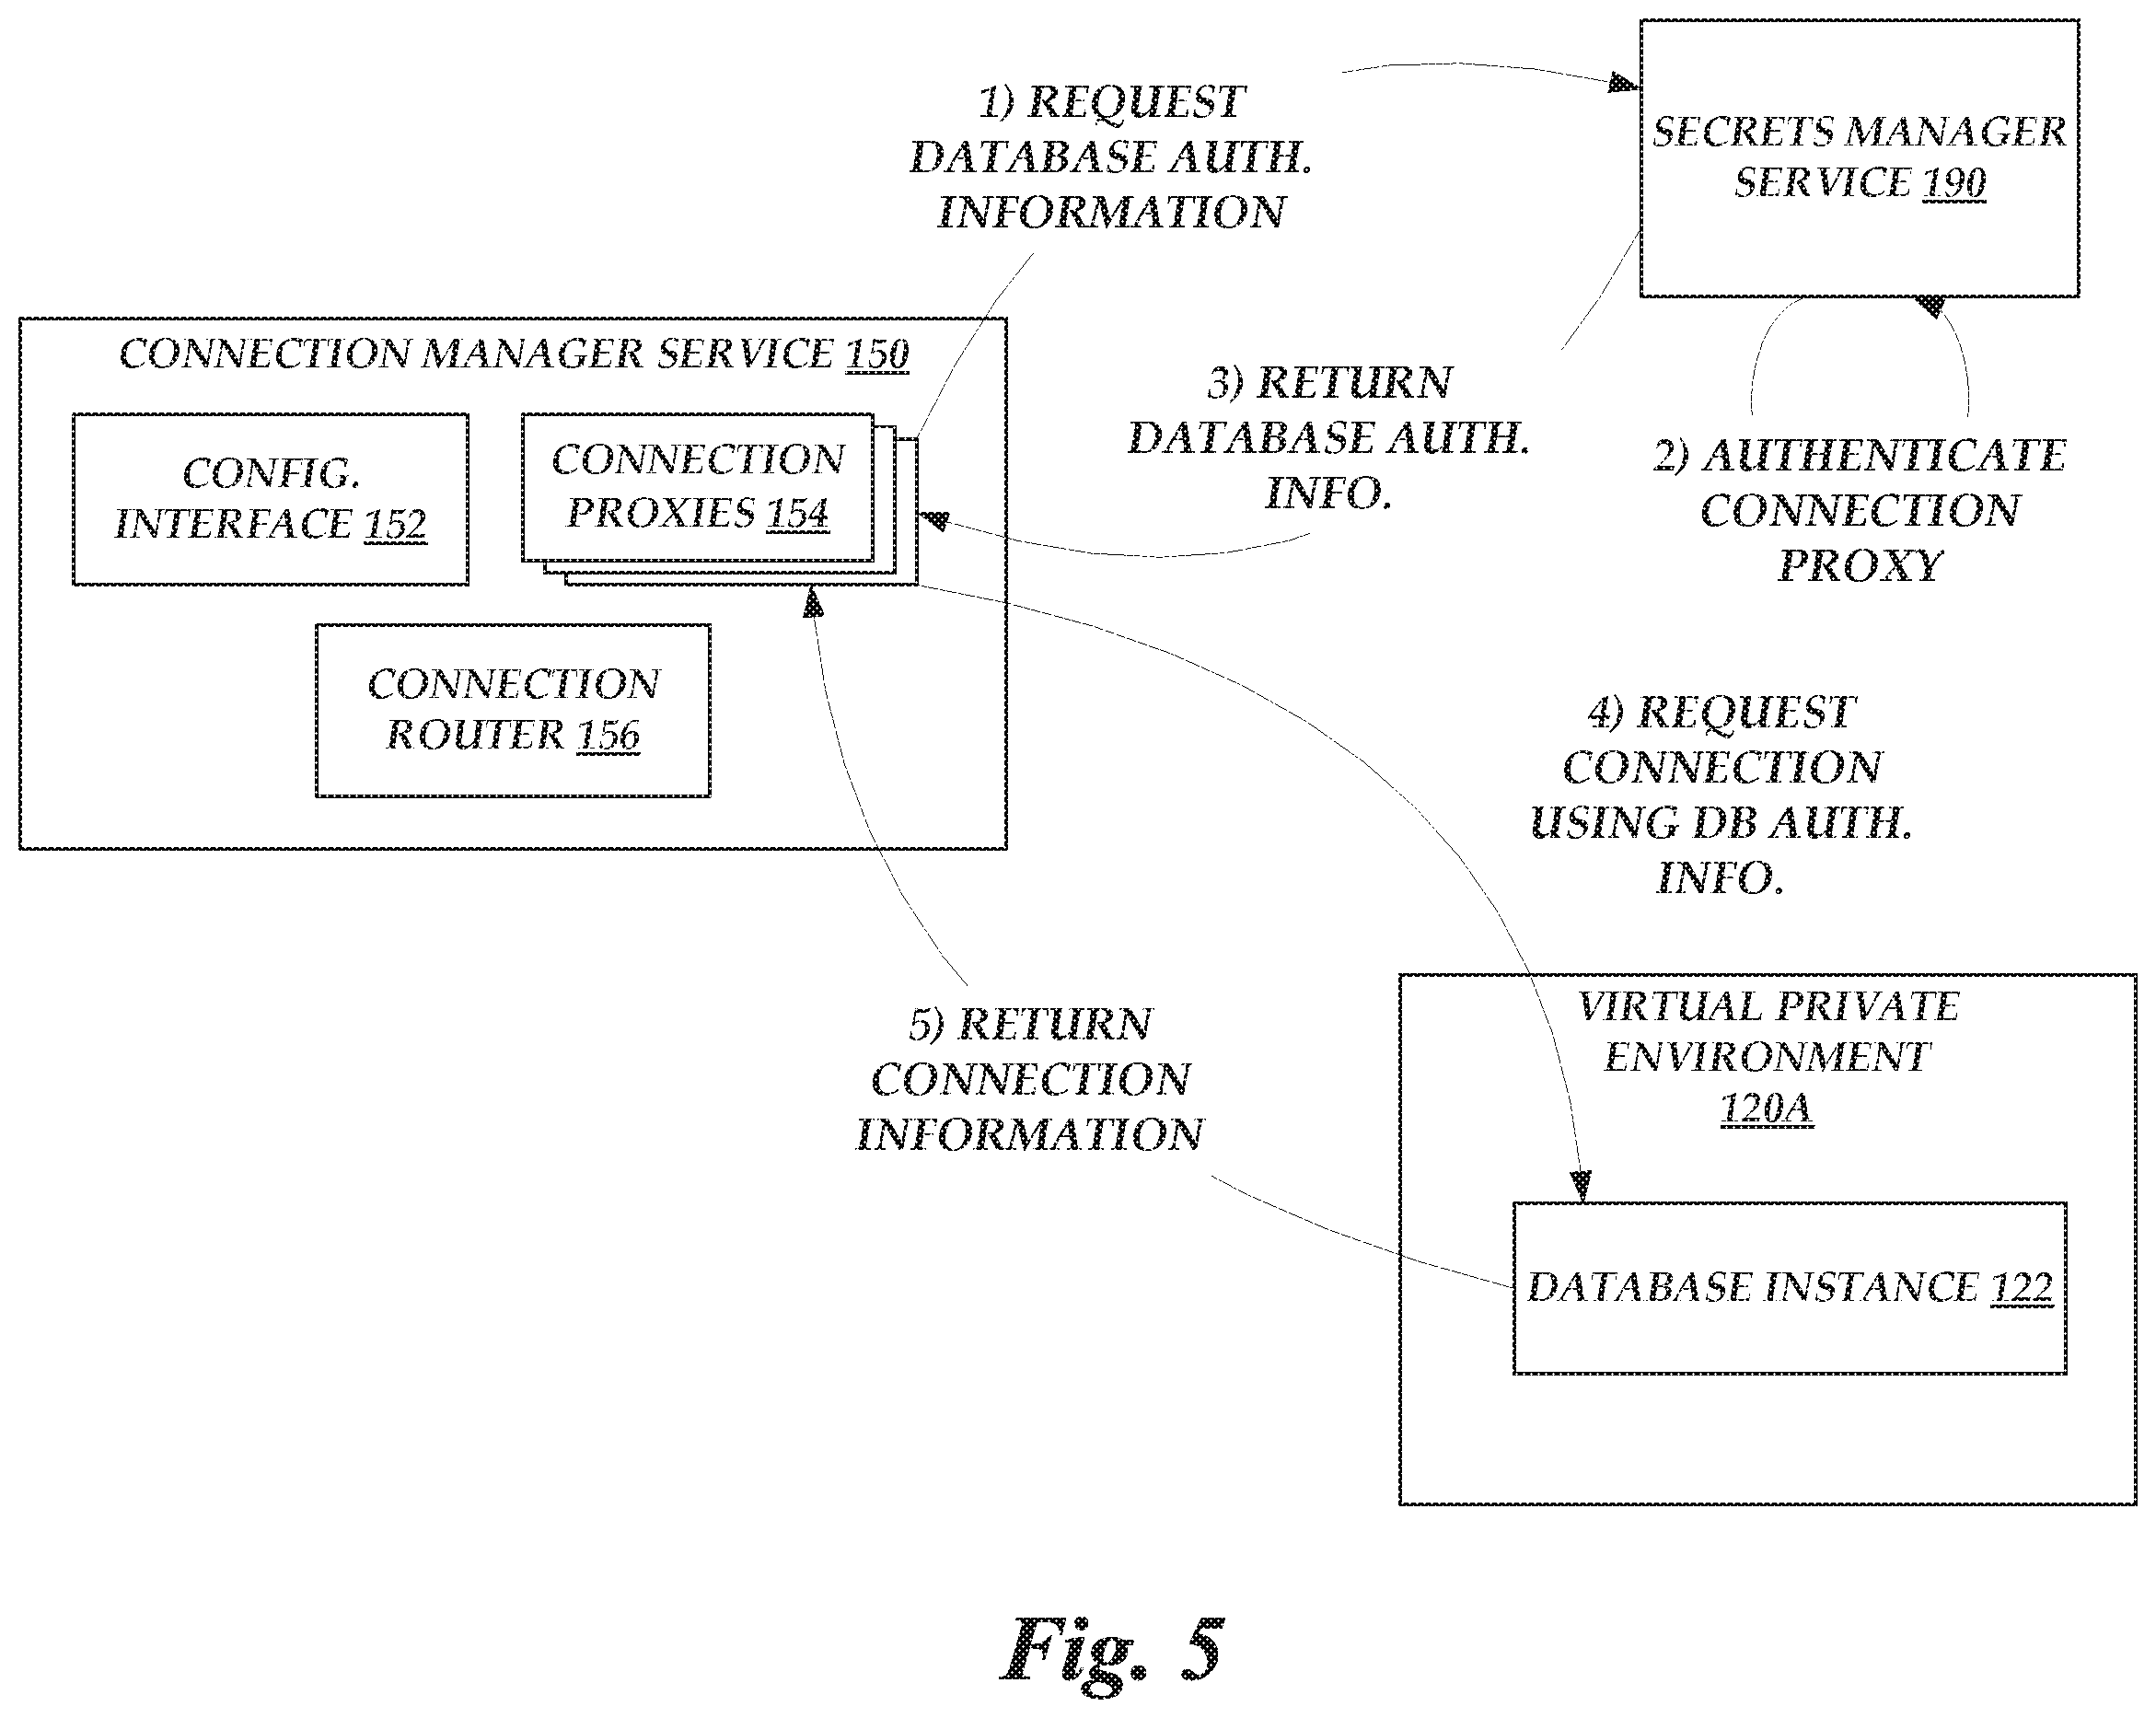 1) REQUEST
DATABASE AUTH.
INFORMATION
SECRETS MANAGER
SERVICE 190
CONNECTION MANAGER SERVICE 150
CONFIG.
INTERFACE 152
CONNECTION
PROXIES 154
CONNECTION
ROUTER 156
3) RETURN
DATABASE AUTH.
INFO.
2) AUTHENTICATE
CONNECTION
PROXY
4) REQUEST
CONNECTION
USING DB AUTH.
INFO.
5) RETURN
CONNECTION
INFORMATION
VIRTUAL PRIVATE
ENVIRONMENT
120A
DATABASE INSTANCE 122
Fig. 5